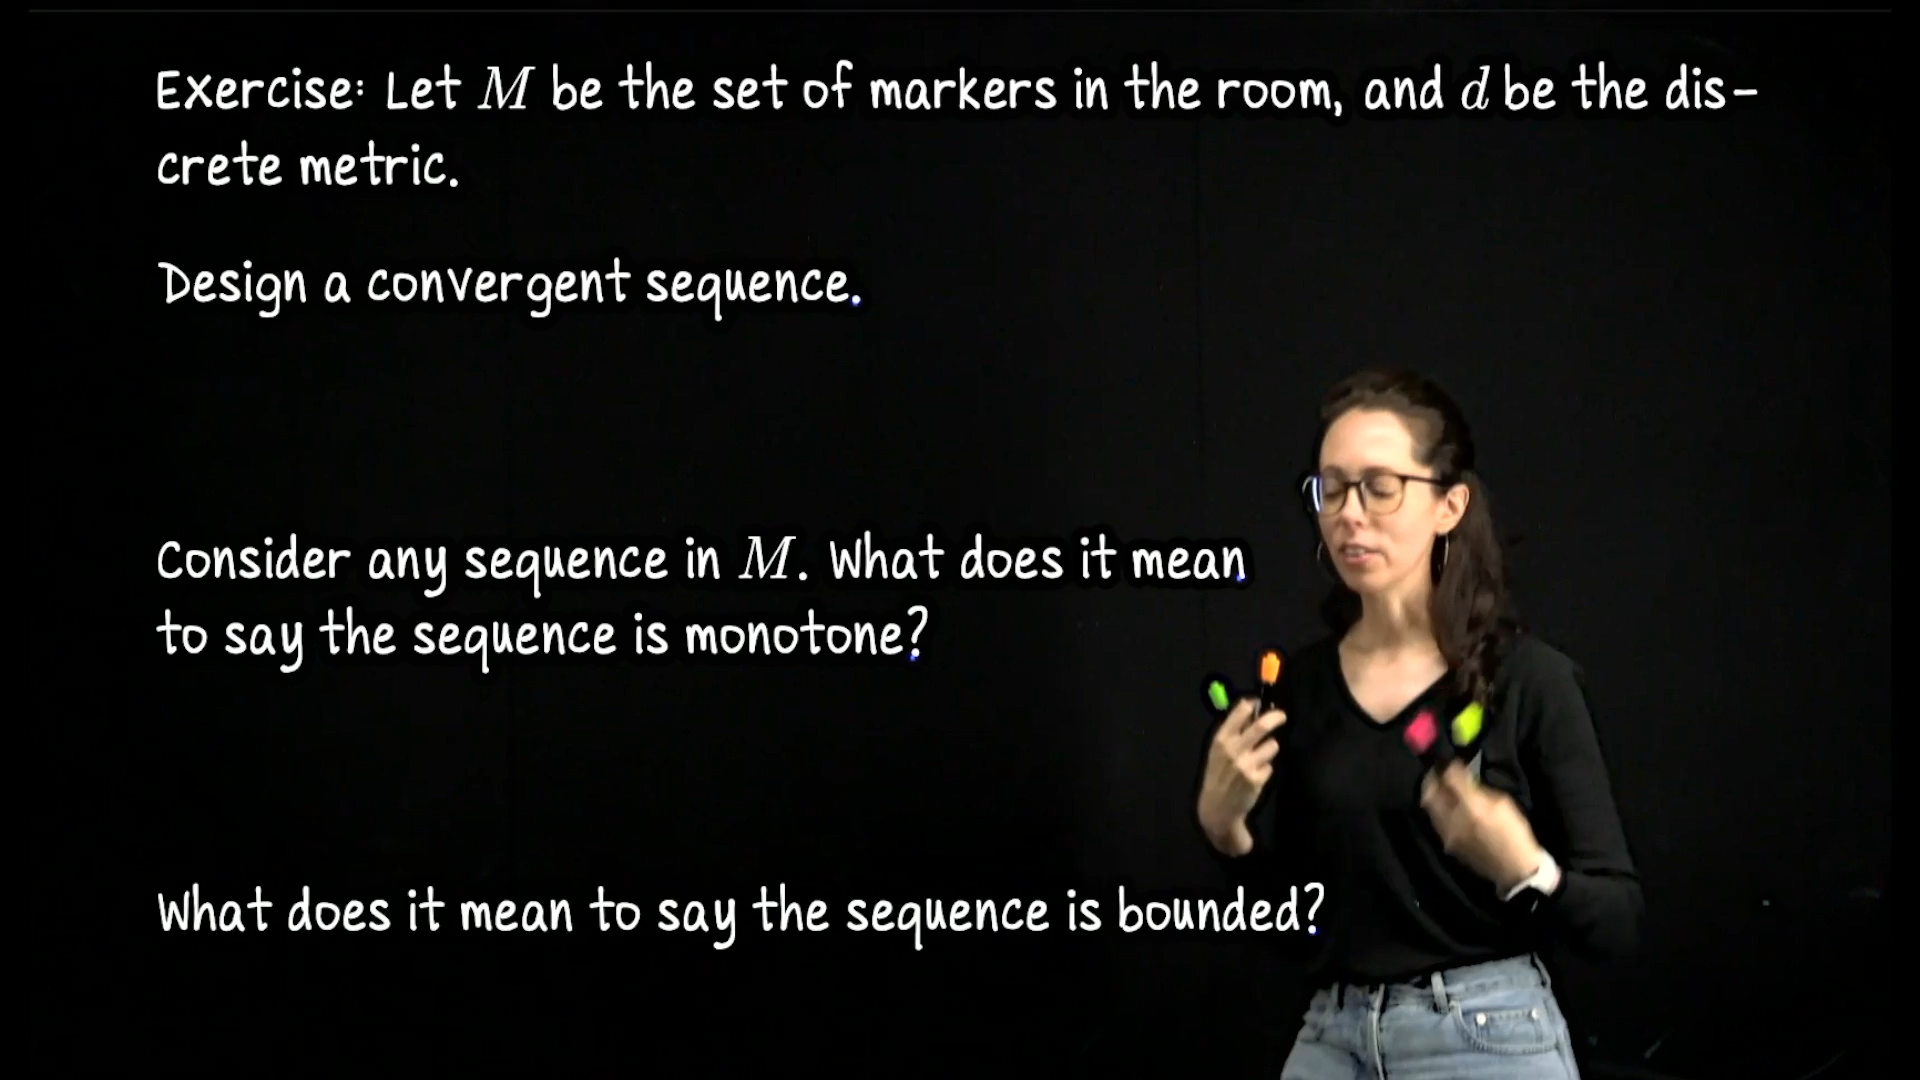 Exercise: Let M be the set of markers in the room, and d be the dis-
crete metric.
Design a convergent sequence.
Consider any sequence in M. What does it mean
to say the sequence is monotone?
What does it mean to say the sequence is bounded?